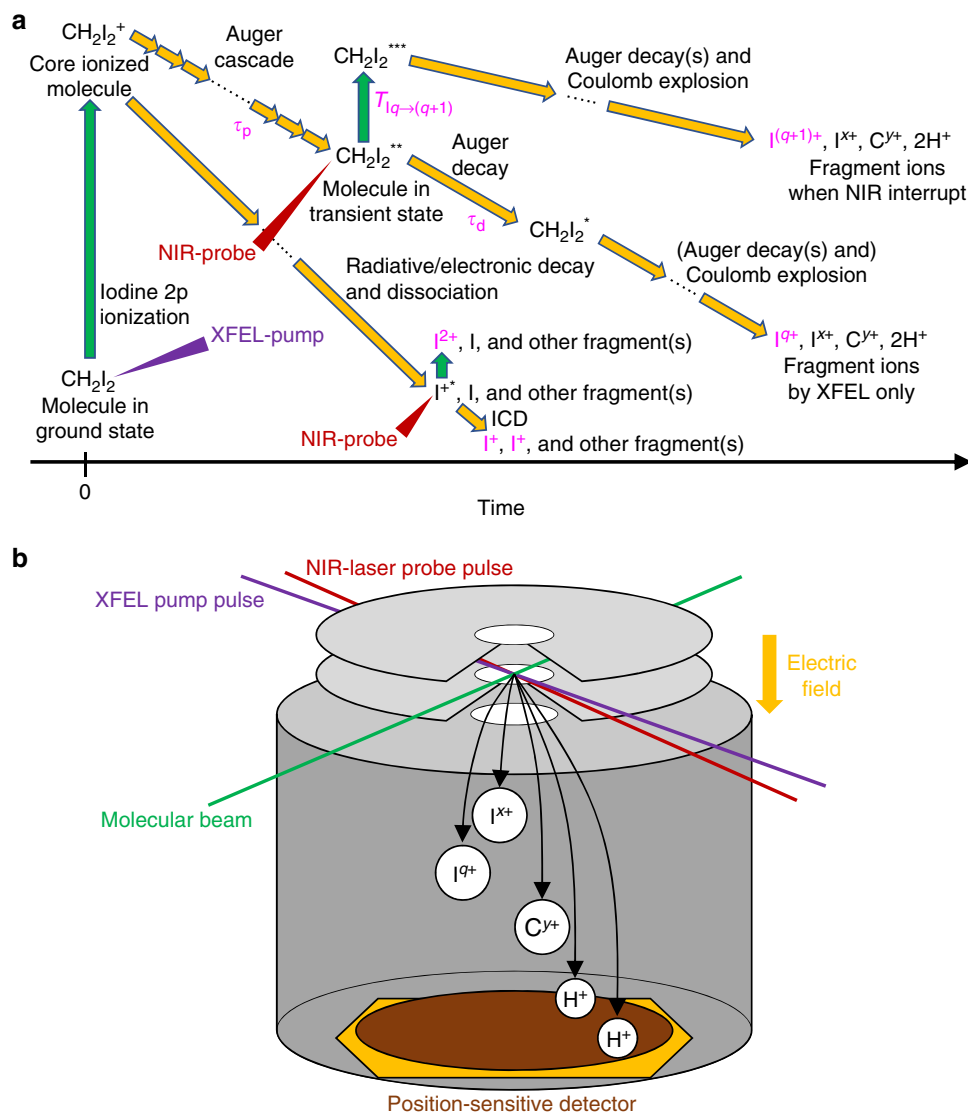 a
CH₂I₂⁺
Core ionized
molecule
Auger
cascade
τp
CH₂I₂***
T I q→(q+1)
Auger decay(s) and
Coulomb explosion
I(q+1)+, Ix+, Cy+, 2H+
Fragment ions
when NIR interrupt
CH₂I₂**
Molecule in
transient state
Auger
decay
τd
CH₂I₂*
NIR-probe
(Auger decay(s) and)
Coulomb explosion
Radiative/electronic decay
and dissociation
Iodine 2p
ionization
XFEL-pump
Iq+, Ix+, Cy+, 2H+
Fragment ions
by XFEL only
I2+, I, and other fragment(s)
CH₂I₂
Molecule in
ground state
I+*, I, and other fragment(s)
NIR-probe
ICD
I+, I+, and other fragment(s)
0
Time
b
NIR-laser probe pulse
XFEL pump pulse
Electric
field
Molecular beam
Ix+
Iq+
Cy+
H+
H+
Position-sensitive detector